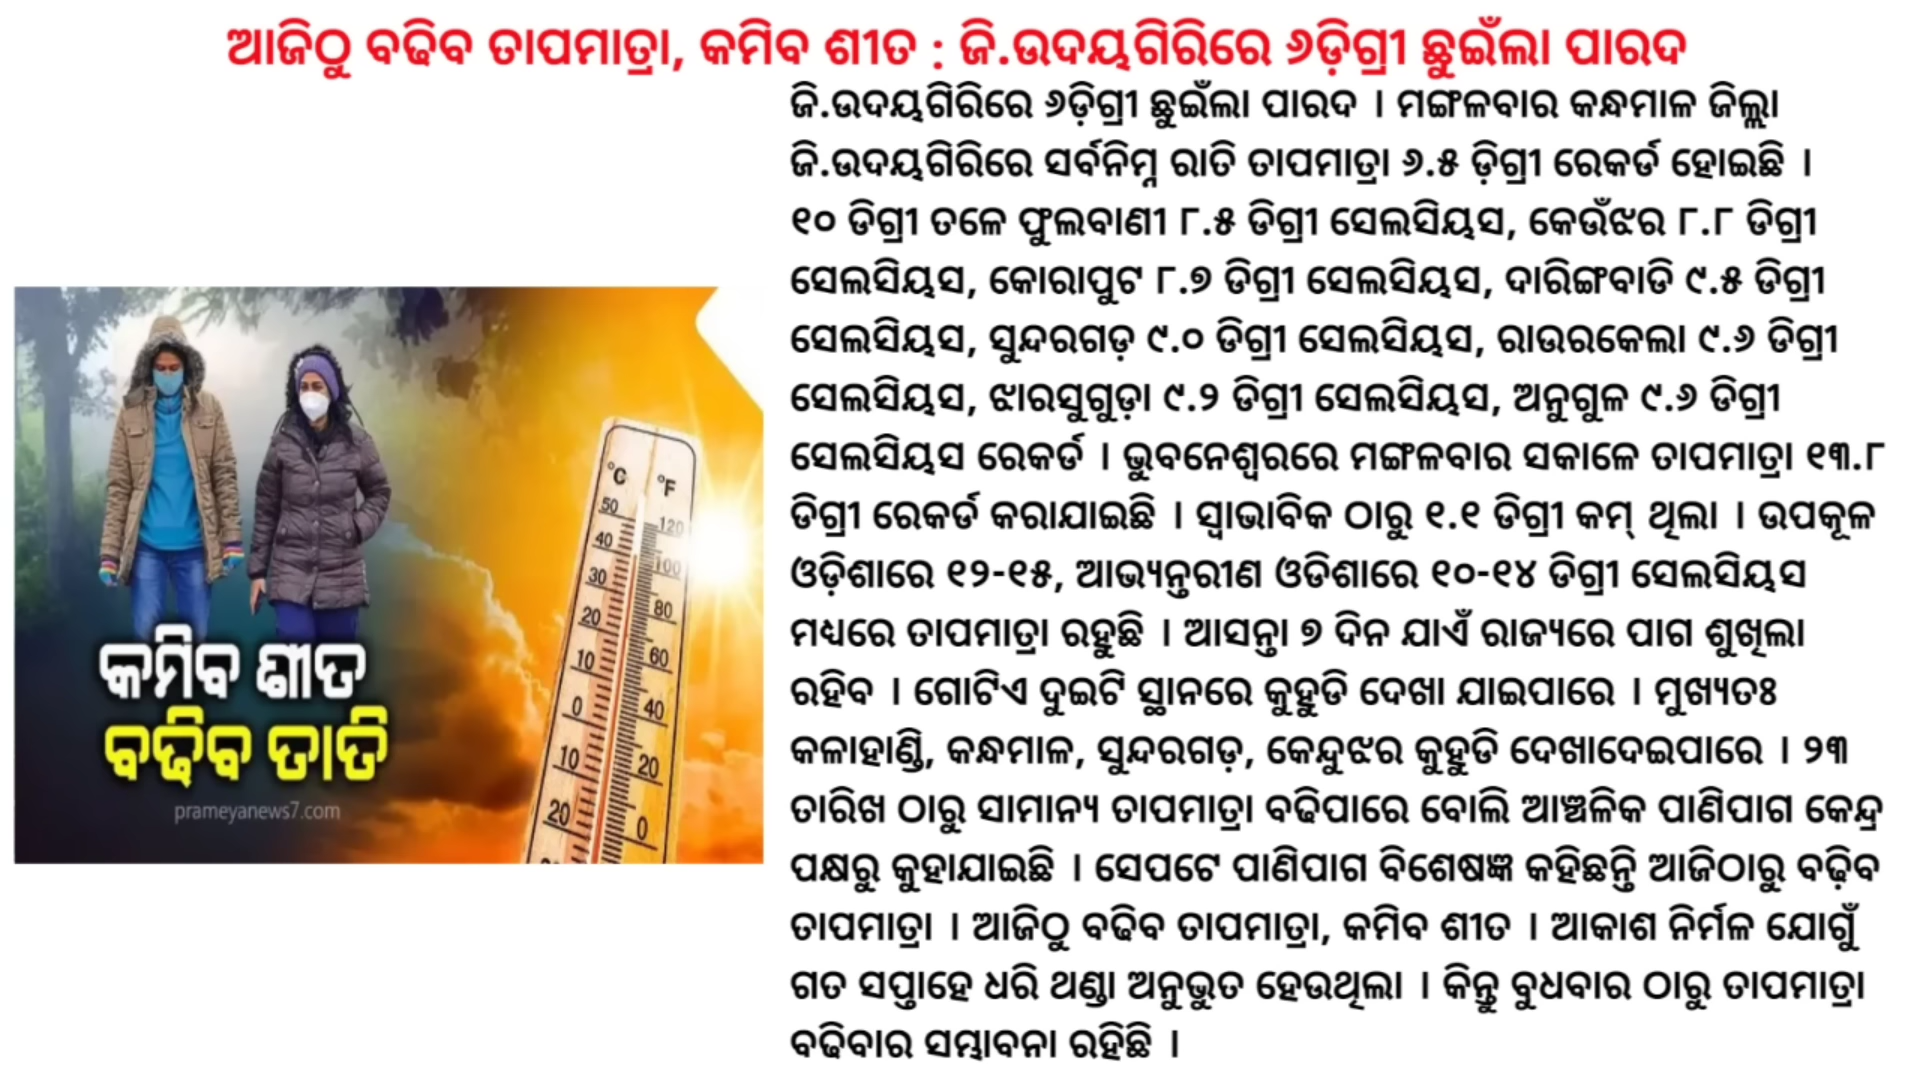 ଆଜିଠୁ ବଢିବ ତାପମାତ୍ରା, କମିବ ଶୀତ : ଜି.ଉଦୟଗିରିରେ ୬ଡ଼ିଗ୍ରୀ ଛୁଇଁଲା ପାରଦ
ଜି.ଉଦୟଗିରିରେ ୬ଡ଼ିଗ୍ରୀ ଛୁଇଁଲା ପାରଦ । ମଙ୍ଗଳବାର କନ୍ଧମାଳ ଜିଲ୍ଲା
ଜି.ଉଦୟଗିରିରେ ସର୍ବନିମ୍ନ ରାତି ତାପମାତ୍ରା ୬.୫ ଡ଼ିଗ୍ରୀ ରେକର୍ଡ ହୋଇଛି ।
୧୦ ଡିଗ୍ରୀ ତଳେ ଫୁଲବାଣୀ ୮.୫ ଡିଗ୍ରୀ ସେଲସିୟସ, କେଉଁଝର ୮.୮ ଡିଗ୍ରୀ
ସେଲସିୟସ, କୋରାପୁଟ ୮.୭ ଡିଗ୍ରୀ ସେଲସିୟସ, ଦାରିଙ୍ଗବାଡି ୯.୫ ଡିଗ୍ରୀ
ସେଲସିୟସ, ସୁନ୍ଦରଗଡ଼ ୯.୦ ଡିଗ୍ରୀ ସେଲସିୟସ, ରାଉରକେଲା ୯.୬ ଡିଗ୍ରୀ
ସେଲସିୟସ, ଝାରସୁଗୁଡ଼ା ୯.୨ ଡିଗ୍ରୀ ସେଲସିୟସ, ଅନୁଗୁଳ ୯.୬ ଡିଗ୍ରୀ
ସେଲସିୟସ ରେକର୍ଡ । ଭୁବନେଶ୍ୱରରେ ମଙ୍ଗଳବାର ସକାଳେ ତାପମାତ୍ରା ୧୩.୮
ଡିଗ୍ରୀ ରେକର୍ଡ କରାଯାଇଛି । ସ୍ୱାଭାବିକ ଠାରୁ ୧.୧ ଡିଗ୍ରୀ କମ୍ ଥିଲା । ଉପକୂଳ
ଓଡ଼ିଶାରେ ୧୨-୧୫, ଆଭ୍ୟନ୍ତରୀଣ ଓଡିଶାରେ ୧୦-୧୪ ଡିଗ୍ରୀ ସେଲସିୟସ
ମଧ୍ୟରେ ତାପମାତ୍ରା ରହୁଛି । ଆସନ୍ତା ୭ ଦିନ ଯାଏଁ ରାଜ୍ୟରେ ପାଗ ଶୁଖିଲା
ରହିବ । ଗୋଟିଏ ଦୁଇଟି ସ୍ଥାନରେ କୁହୁଡି ଦେଖା ଯାଇପାରେ । ମୁଖ୍ୟତଃ
କଳାହାଣ୍ଡି, କନ୍ଧମାଳ, ସୁନ୍ଦରଗଡ଼, କେନ୍ଦୁଝର କୁହୁଡି ଦେଖାଦେଇପାରେ । ୨୩
ତାରିଖ ଠାରୁ ସାମାନ୍ୟ ତାପମାତ୍ରା ବଢିପାରେ ବୋଲି ଆଞ୍ଚଳିକ ପାଣିପାଗ କେନ୍ଦ୍ର
ପକ୍ଷରୁ କୁହାଯାଇଛି । ସେପଟେ ପାଣିପାଗ ବିଶେଷଜ୍ଞ କହିଛନ୍ତି ଆଜିଠାରୁ ବଢ଼ିବ
ତାପମାତ୍ରା । ଆଜିଠୁ ବଢିବ ତାପମାତ୍ରା, କମିବ ଶୀତ । ଆକାଶ ନିର୍ମଳ ଯୋଗୁଁ
ଗତ ସପ୍ତାହେ ଧରି ଥଣ୍ଡା ଅନୁଭୁତ ହେଉଥିଲା । କିନ୍ତୁ ବୁଧବାର ଠାରୁ ତାପମାତ୍ରା
ବଢିବାର ସମ୍ଭାବନା ରହିଛି ।
°C °F
50 120
40 100
30 80
20 60
10 40
0 20
10 0
20
କମିବ ଶୀତ
ବଢିବ ତାତି
prameyanews7.com